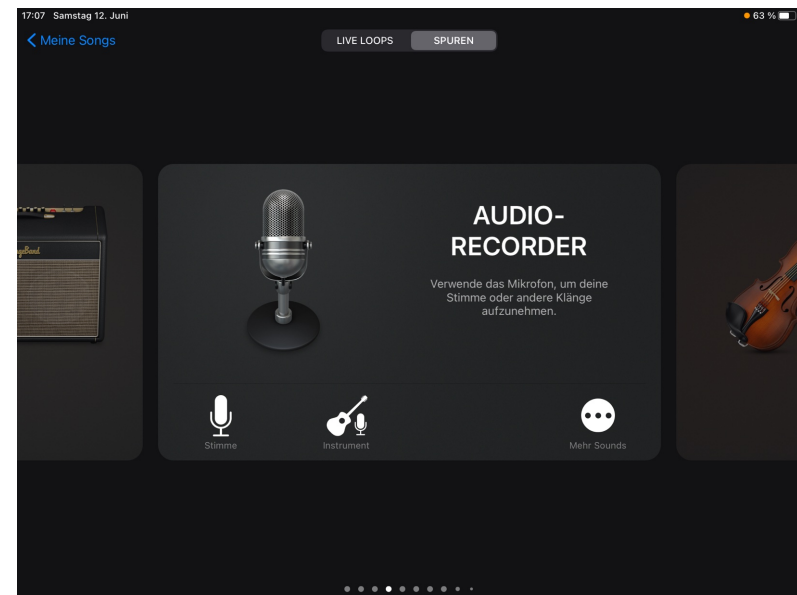 17:07 Samstag 12. Juni
63 %
Meine Songs
LIVE LOOPS
SPUREN
AUDIO-
RECORDER
Verwende das Mikrofon, um deine
Stimme oder andere Klänge
aufzunehmen.
Stimme
Instrument
Mehr Sounds